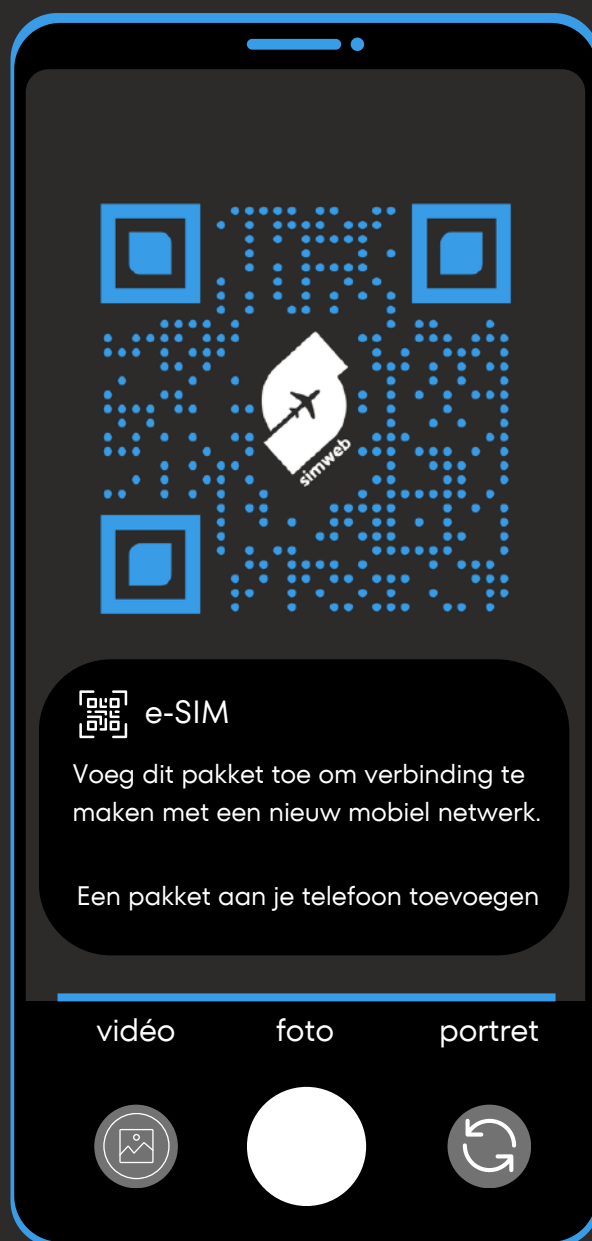 simweb
e-SIM
Voeg dit pakket toe om verbinding te
maken met een nieuw mobiel netwerk.
Een pakket aan je telefoon toevoegen
vidéo foto portret